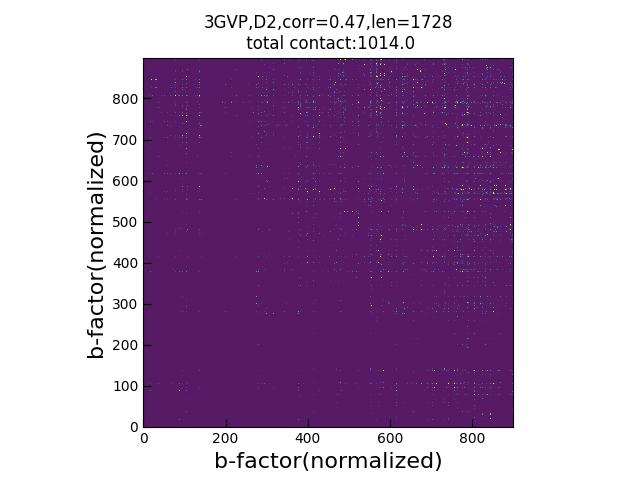 3GVP,D2,corr=0.47,len=1728
total contact:1014.0
b-factor(normalized)
800
700
600
500
400
300
200
100
0
0 200 400 600 800
b-factor(normalized)